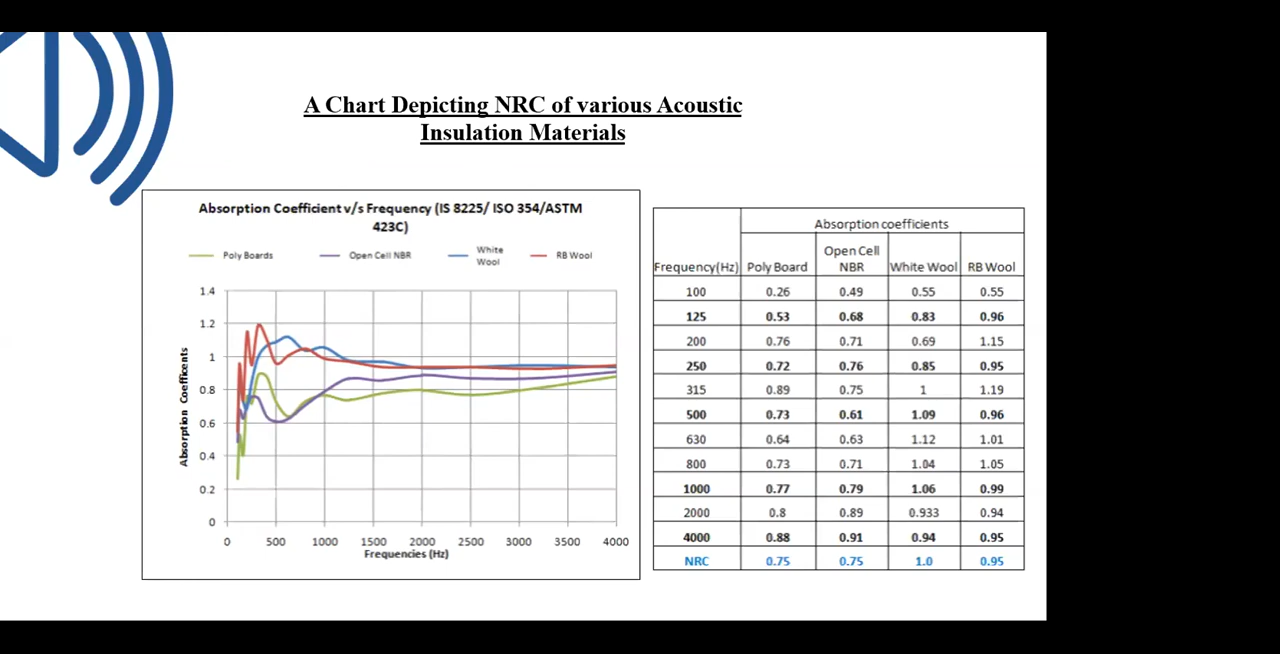 A Chart Depicting NRC of various Acoustic
Insulation Materials
Absorption Coefficient v/s Frequency (IS 8225/ ISO 354/ASTM
423C)
Poly Boards
Open Cell NBR
White
Wool
RB Wool
1.4
1.2
1
0.8
0.6
0.4
0.2
0
Absorption Coefficents
0 500 1000 1500 2000 2500 3000 3500 4000
Frequencies (Hz)
Absorption coefficients
Frequency(Hz) Poly Board Open Cell NBR White Wool RB Wool
100 0.26 0.49 0.55 0.55
125 0.53 0.68 0.83 0.96
200 0.76 0.71 0.69 1.15
250 0.72 0.76 0.85 0.95
315 0.89 0.75 1 1.19
500 0.73 0.61 1.09 0.96
630 0.64 0.63 1.12 1.01
800 0.73 0.71 1.04 1.05
1000 0.77 0.79 1.06 0.99
2000 0.8 0.89 0.933 0.94
4000 0.88 0.91 0.94 0.95
NRC 0.75 0.75 1.0 0.95